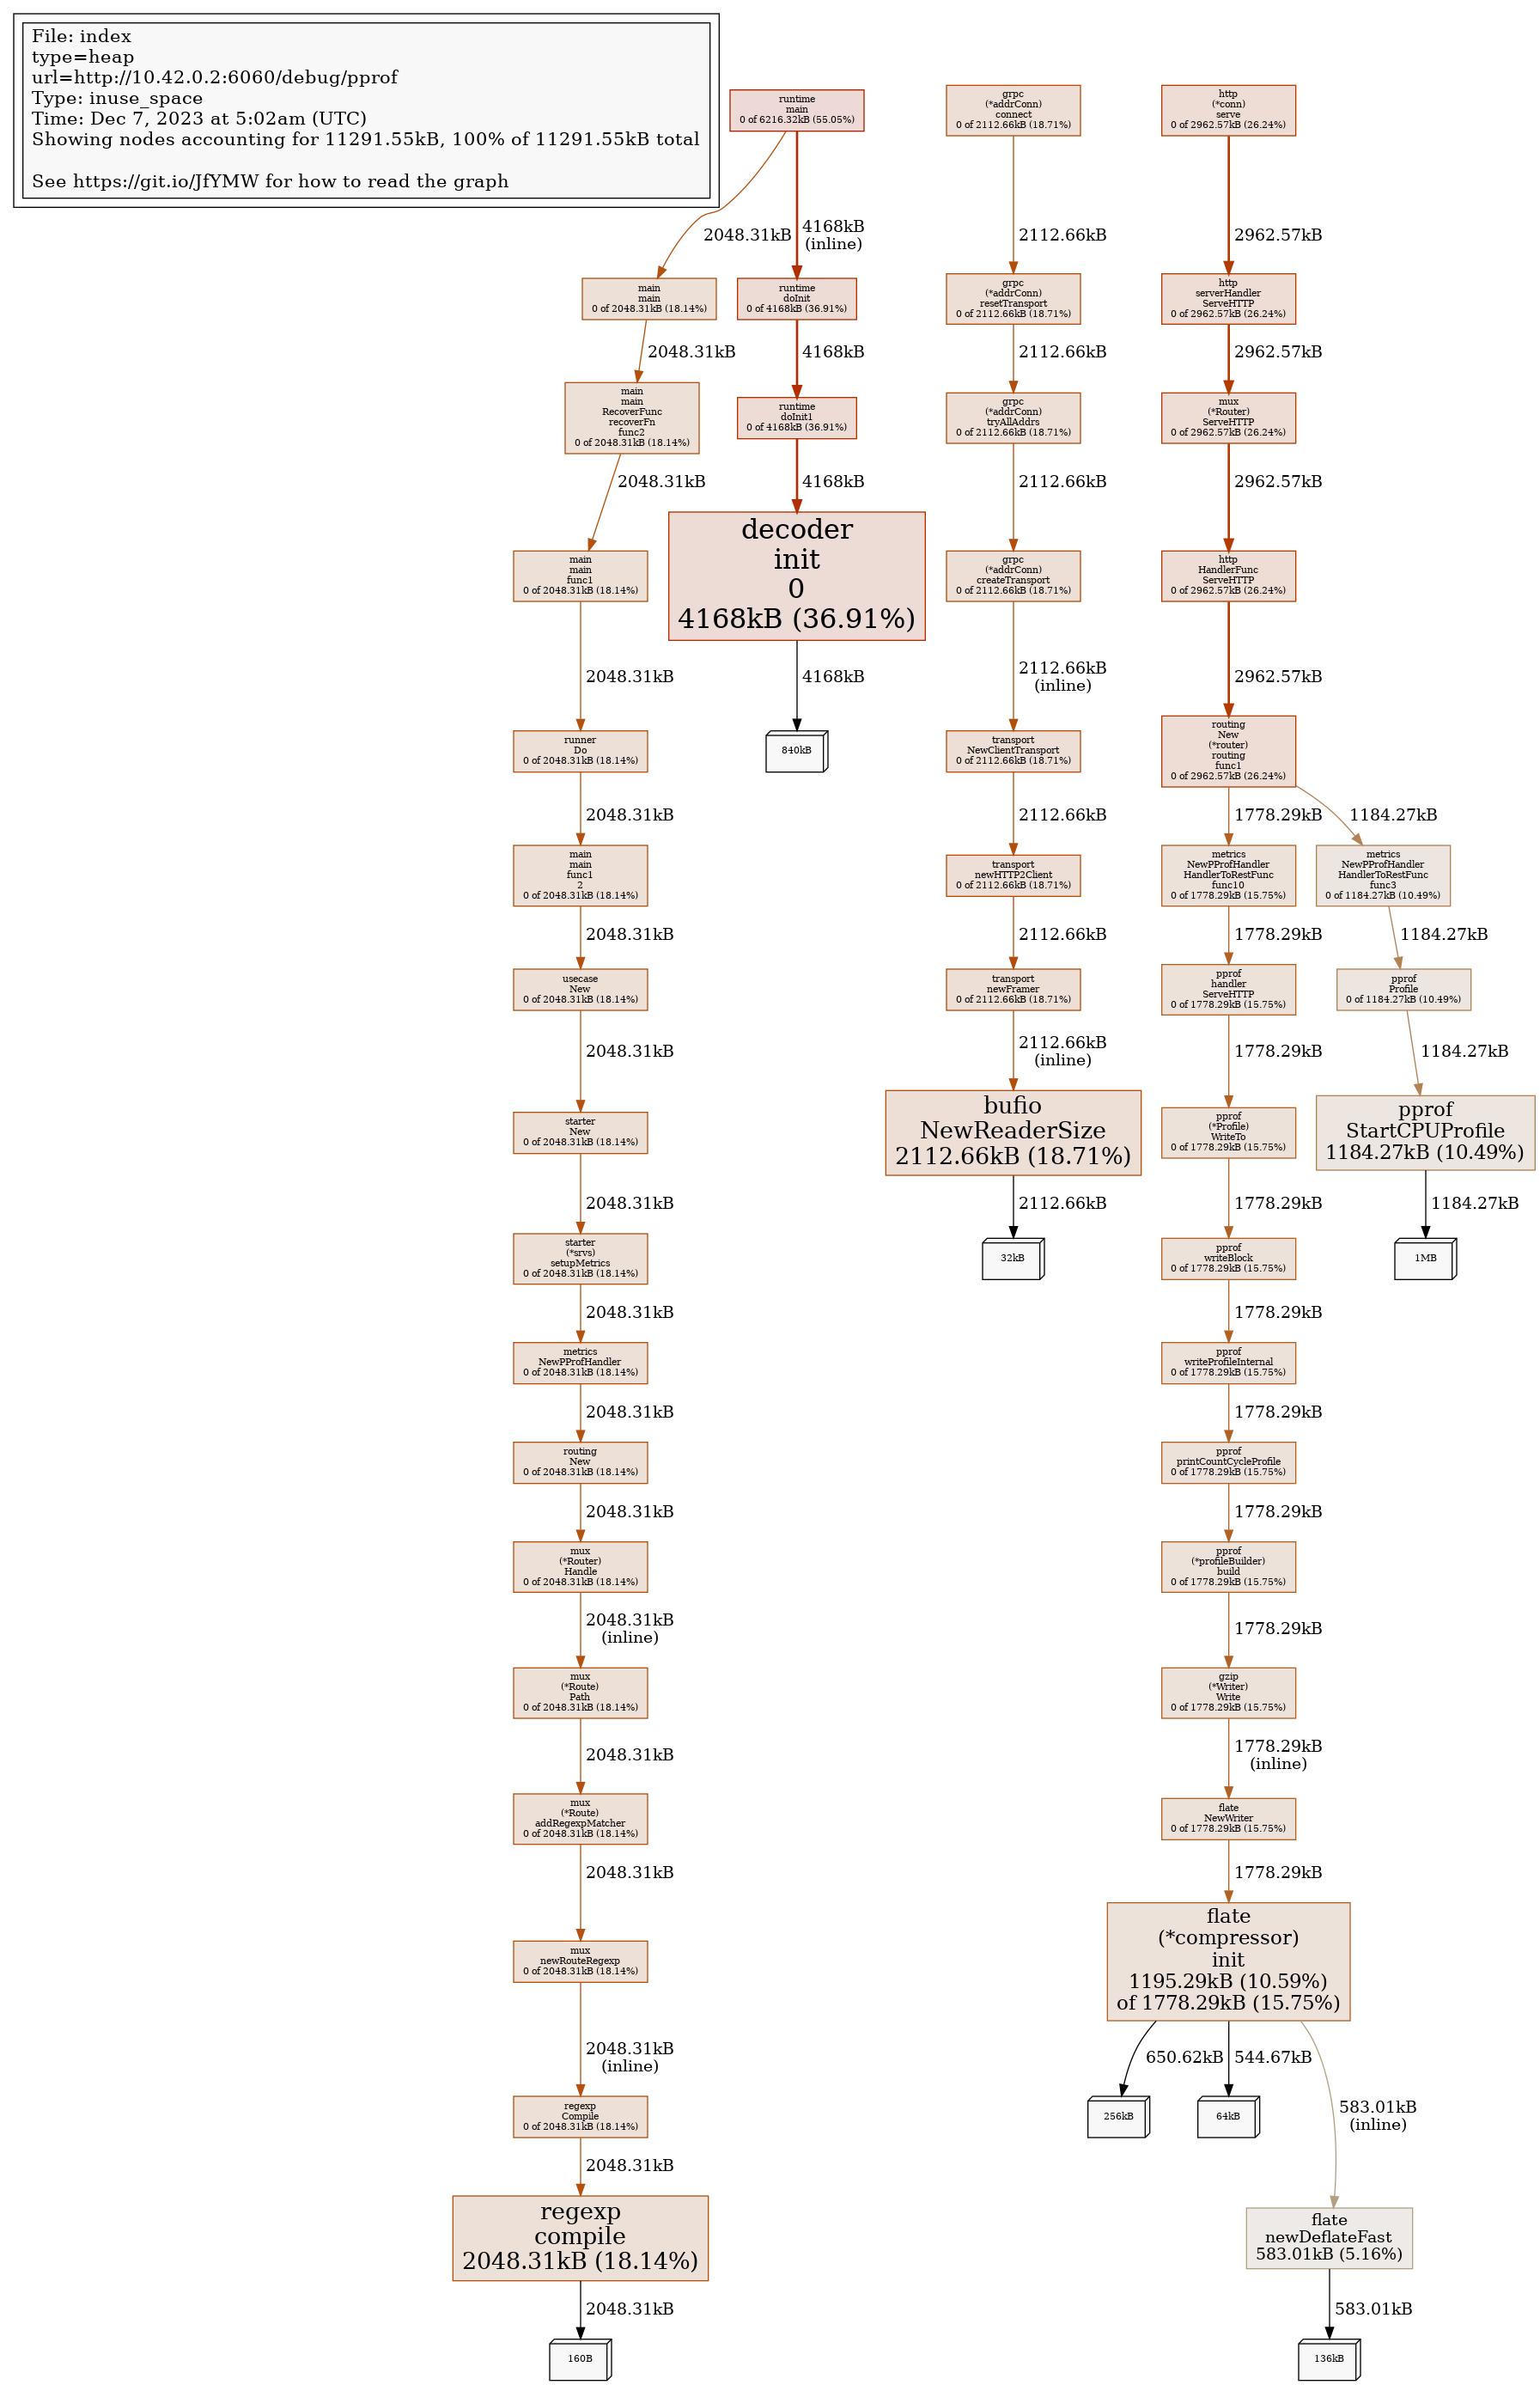 File: index
type=heap
url=http://10.42.0.2:6060/debug/pprof
Type: inuse_space
Time: Dec 7, 2023 at 5:02am (UTC)
Showing nodes accounting for 11291.55kB, 100% of 11291.55kB total
See https://git.io/JfYMW for how to read the graph
runtime
main
0 of 6216.32kB (55.05%)
2048.31kB
4168kB
(inline)
main
main
0 of 2048.31kB (18.14%)
2048.31kB
main
main
RecoverFunc
recoverFn
func2
0 of 2048.31kB (18.14%)
2048.31kB
main
main
func1
0 of 2048.31kB (18.14%)
2048.31kB
runner
Do
0 of 2048.31kB (18.14%)
2048.31kB
main
main
func1
2
0 of 2048.31kB (18.14%)
2048.31kB
usecase
New
0 of 2048.31kB (18.14%)
2048.31kB
starter
New
0 of 2048.31kB (18.14%)
2048.31kB
starter
(*srvs)
setupMetrics
0 of 2048.31kB (18.14%)
2048.31kB
metrics
NewPProfHandler
0 of 2048.31kB (18.14%)
2048.31kB
routing
New
0 of 2048.31kB (18.14%)
2048.31kB
mux
(*Router)
Handle
0 of 2048.31kB (18.14%)
2048.31kB
(inline)
mux
(*Route)
Path
0 of 2048.31kB (18.14%)
2048.31kB
mux
(*Route)
addRegexpMatcher
0 of 2048.31kB (18.14%)
2048.31kB
mux
newRouteRegexp
0 of 2048.31kB (18.14%)
2048.31kB
(inline)
regexp
Compile
0 of 2048.31kB (18.14%)
2048.31kB
regexp
compile
2048.31kB (18.14%)
2048.31kB
160B
runtime
doInit
0 of 4168kB (36.91%)
4168kB
runtime
doInit1
0 of 4168kB (36.91%)
4168kB
decoder
init
0
4168kB (36.91%)
4168kB
840kB
grpc
(*addrConn)
connect
0 of 2112.66kB (18.71%)
2112.66kB
grpc
(*addrConn)
resetTransport
0 of 2112.66kB (18.71%)
2112.66kB
grpc
(*addrConn)
tryAllAddrs
0 of 2112.66kB (18.71%)
2112.66kB
grpc
(*addrConn)
createTransport
0 of 2112.66kB (18.71%)
2112.66kB
(inline)
transport
NewClientTransport
0 of 2112.66kB (18.71%)
2112.66kB
transport
newHTTP2Client
0 of 2112.66kB (18.71%)
2112.66kB
transport
newFramer
0 of 2112.66kB (18.71%)
2112.66kB
(inline)
bufio
NewReaderSize
2112.66kB (18.71%)
2112.66kB
32kB
http
(*conn)
serve
0 of 2962.57kB (26.24%)
2962.57kB
http
serverHandler
ServeHTTP
0 of 2962.57kB (26.24%)
2962.57kB
mux
(*Router)
ServeHTTP
0 of 2962.57kB (26.24%)
2962.57kB
http
HandlerFunc
ServeHTTP
0 of 2962.57kB (26.24%)
2962.57kB
routing
New
(*router)
routing
func1
0 of 2962.57kB (26.24%)
1778.29kB
1184.27kB
metrics
NewPProfHandler
HandlerToRestFunc
func10
0 of 1778.29kB (15.75%)
1778.29kB
pprof
handler
ServeHTTP
0 of 1778.29kB (15.75%)
1778.29kB
pprof
(*Profile)
WriteTo
0 of 1778.29kB (15.75%)
1778.29kB
pprof
writeBlock
0 of 1778.29kB (15.75%)
1778.29kB
pprof
writeProfileInternal
0 of 1778.29kB (15.75%)
1778.29kB
pprof
printCountCycleProfile
0 of 1778.29kB (15.75%)
1778.29kB
pprof
(*profileBuilder)
build
0 of 1778.29kB (15.75%)
1778.29kB
gzip
(*Writer)
Write
0 of 1778.29kB (15.75%)
1778.29kB
(inline)
flate
NewWriter
0 of 1778.29kB (15.75%)
1778.29kB
flate
(*compressor)
init
1195.29kB (10.59%)
of 1778.29kB (15.75%)
650.62kB
544.67kB
583.01kB
(inline)
256kB
64kB
flate
newDeflateFast
583.01kB (5.16%)
583.01kB
136kB
metrics
NewPProfHandler
HandlerToRestFunc
func3
0 of 1184.27kB (10.49%)
1184.27kB
pprof
Profile
0 of 1184.27kB (10.49%)
1184.27kB
pprof
StartCPUProfile
1184.27kB (10.49%)
1184.27kB
1MB